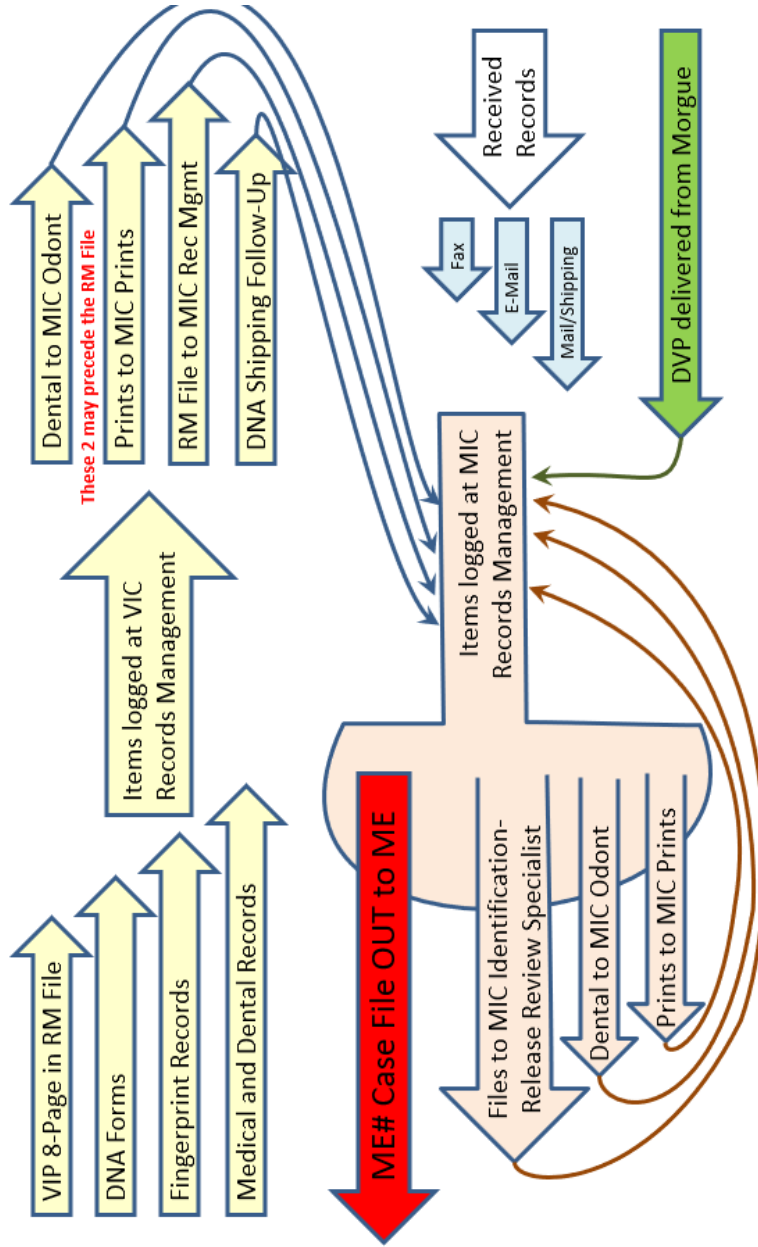 VIP 8-Page in RM File
DNA Forms
Fingerprint Records
Medical and Dental Records
Items logged at VIC
Records Management
Dental to MIC Odont
These 2 may precede the RM File
Prints to MIC Prints
RM File to MIC Rec Mgmt
DNA Shipping Follow-Up
ME# Case File OUT to ME
Files to MIC Identification-
Release Review Specialist
Dental to MIC Odont
Prints to MIC Prints
Items logged at MIC
Records Management
Fax
E-Mail
Mail/Shipping
Received
Records
DVP delivered from Morgue